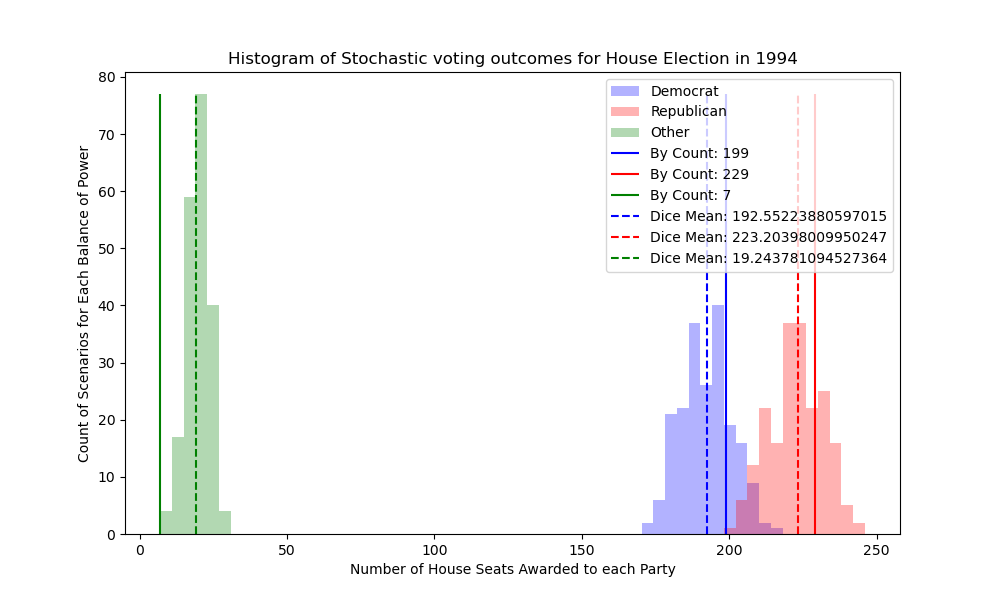 Histogram of Stochastic voting outcomes for House Election in 1994
Count of Scenarios for Each Balance of Power
80
70
60
50
40
30
20
10
0
Democrat
Republican
Other
By Count: 199
By Count: 229
By Count: 7
Dice Mean: 192.55223880597015
Dice Mean: 223.20398009950247
Dice Mean: 19.243781094527364
0 50 100 150 200 250
Number of House Seats Awarded to each Party